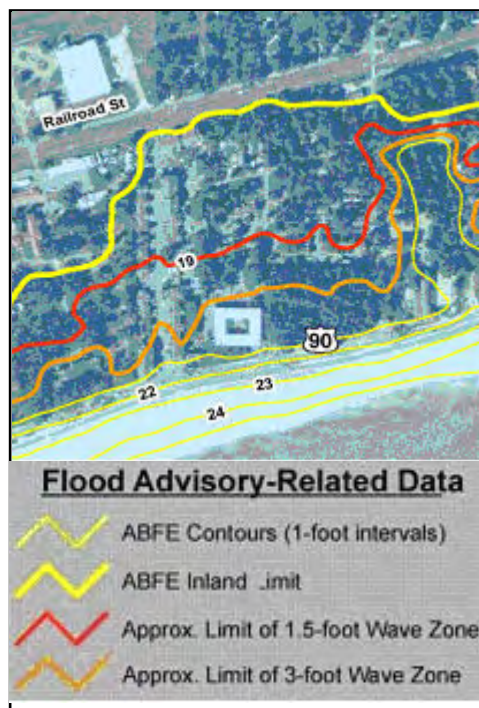 Railroad St
19
90
22
23
24
Flood Advisory-Related Data
ABFE Contours (1-foot intervals)
ABFE Inland .imit
Approx. Limit of 1.5-foot Wave Zone
Approx. Limit of 3-foot Wave Zone